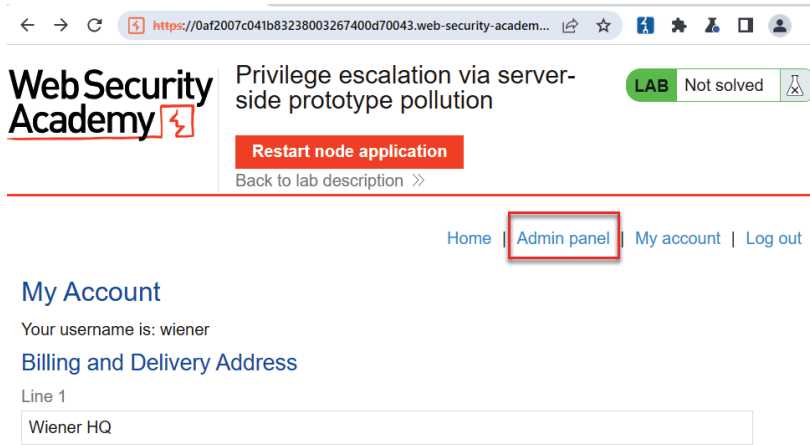 https://0af2007c041b83238003267400d70043.web-security-academ...
Web Security
Academy
Privilege escalation via server-
side prototype pollution
LAB Not solved
Restart node application
Back to lab description
Home | Admin panel | My account | Log out
My Account
Your username is: wiener
Billing and Delivery Address
Line 1
Wiener HQ